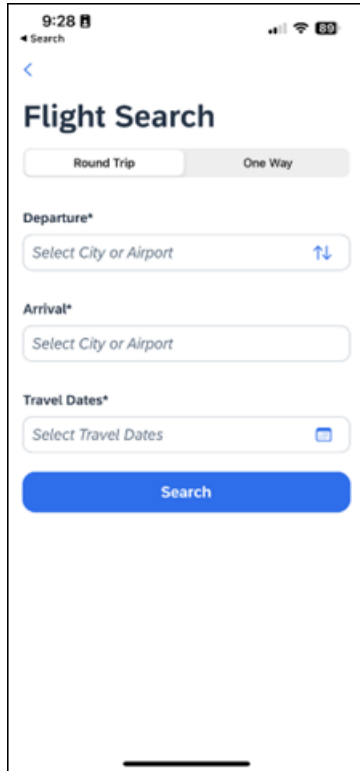 9:28
◀ Search
89
Flight Search
Round Trip
One Way
Departure*
Select City or Airport
Arrival*
Select City or Airport
Travel Dates*
Select Travel Dates
Search